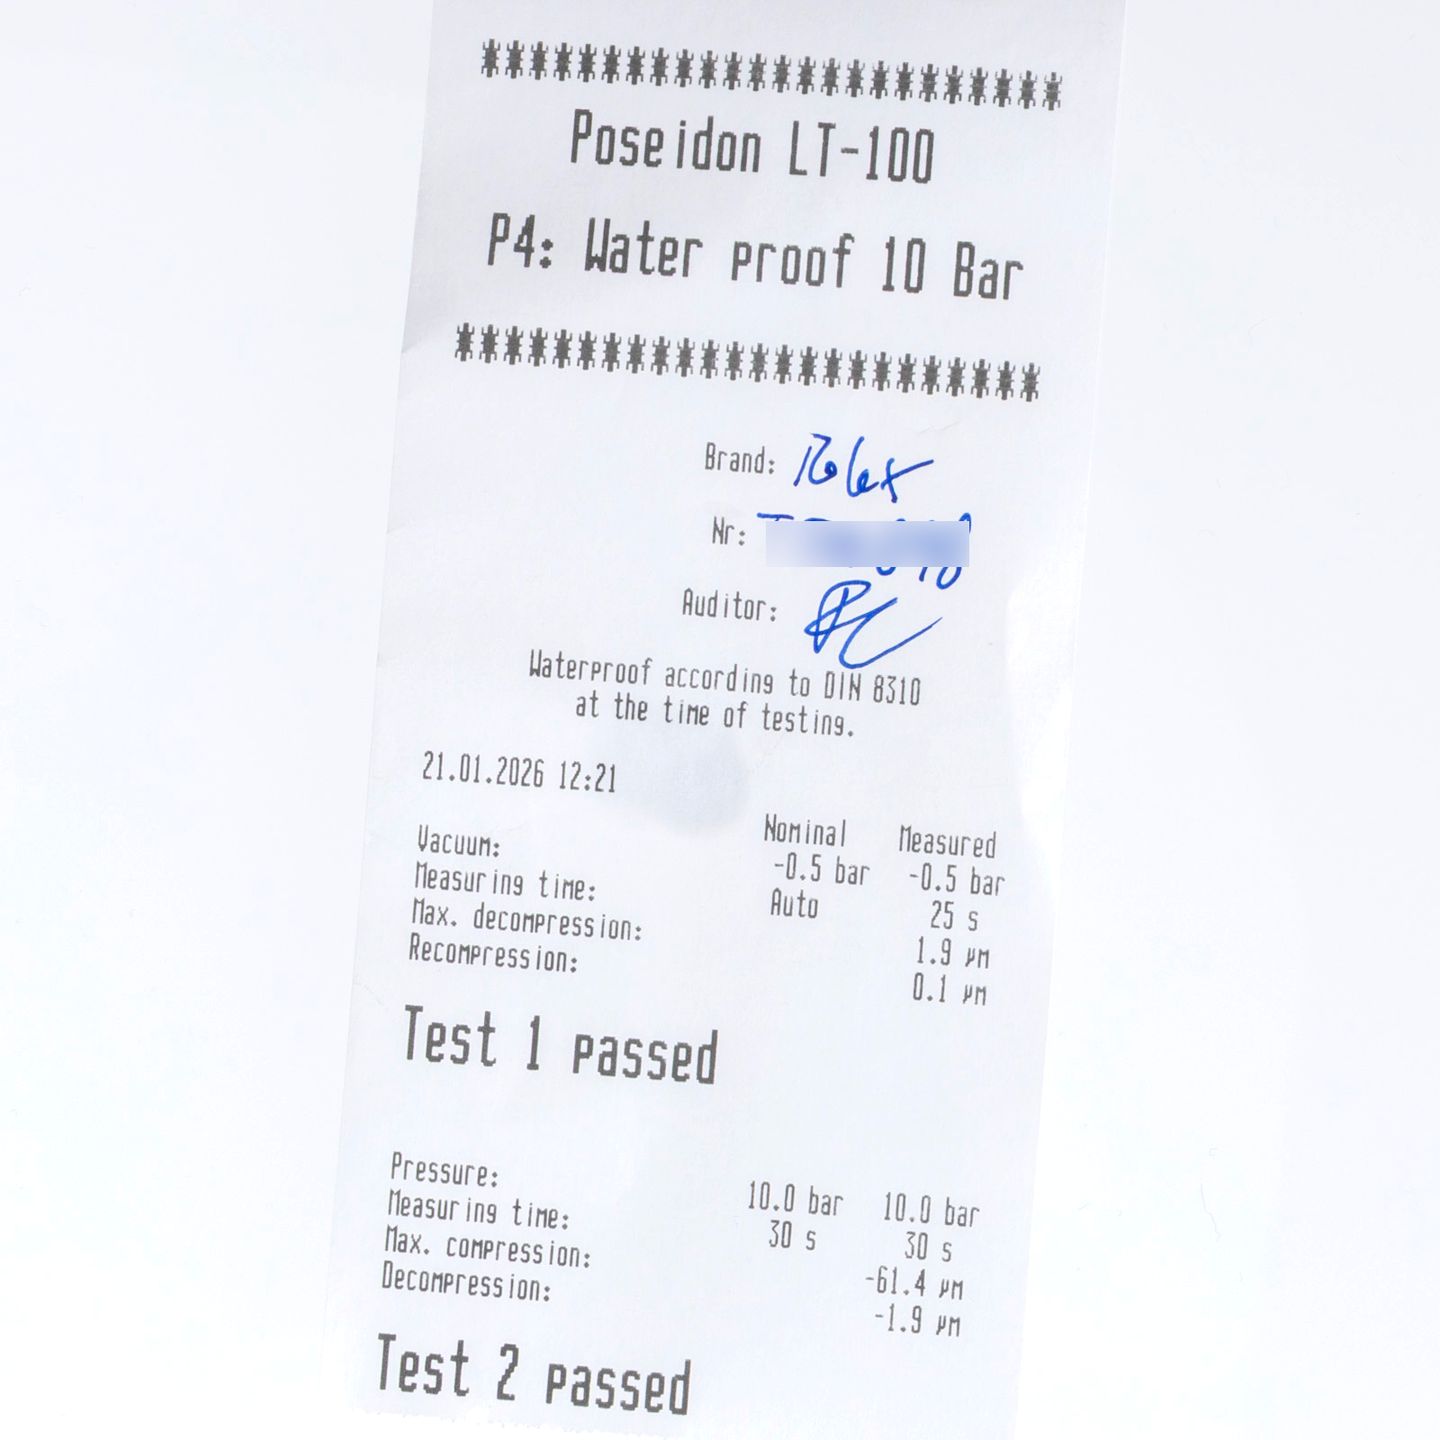 ************************
Poseidon LT-100
P4: Water proof 10 Bar
************************
Brand: Rolex
Nr:
Auditor:
Waterproof according to DIN 8310
at the time of testing.
21.01.2026 12:21
Nominal Measured
Vacuum: -0.5 bar -0.5 bar
Measuring time: Auto 25 s
Max. decompression: 1.9 µm
Recompression: 0.1 µm
Test 1 passed
Pressure: 10.0 bar 10.0 bar
Measuring time: 30 s 30 s
Max. compression: -61.4 µm
Decompression: -1.9 µm
Test 2 passed